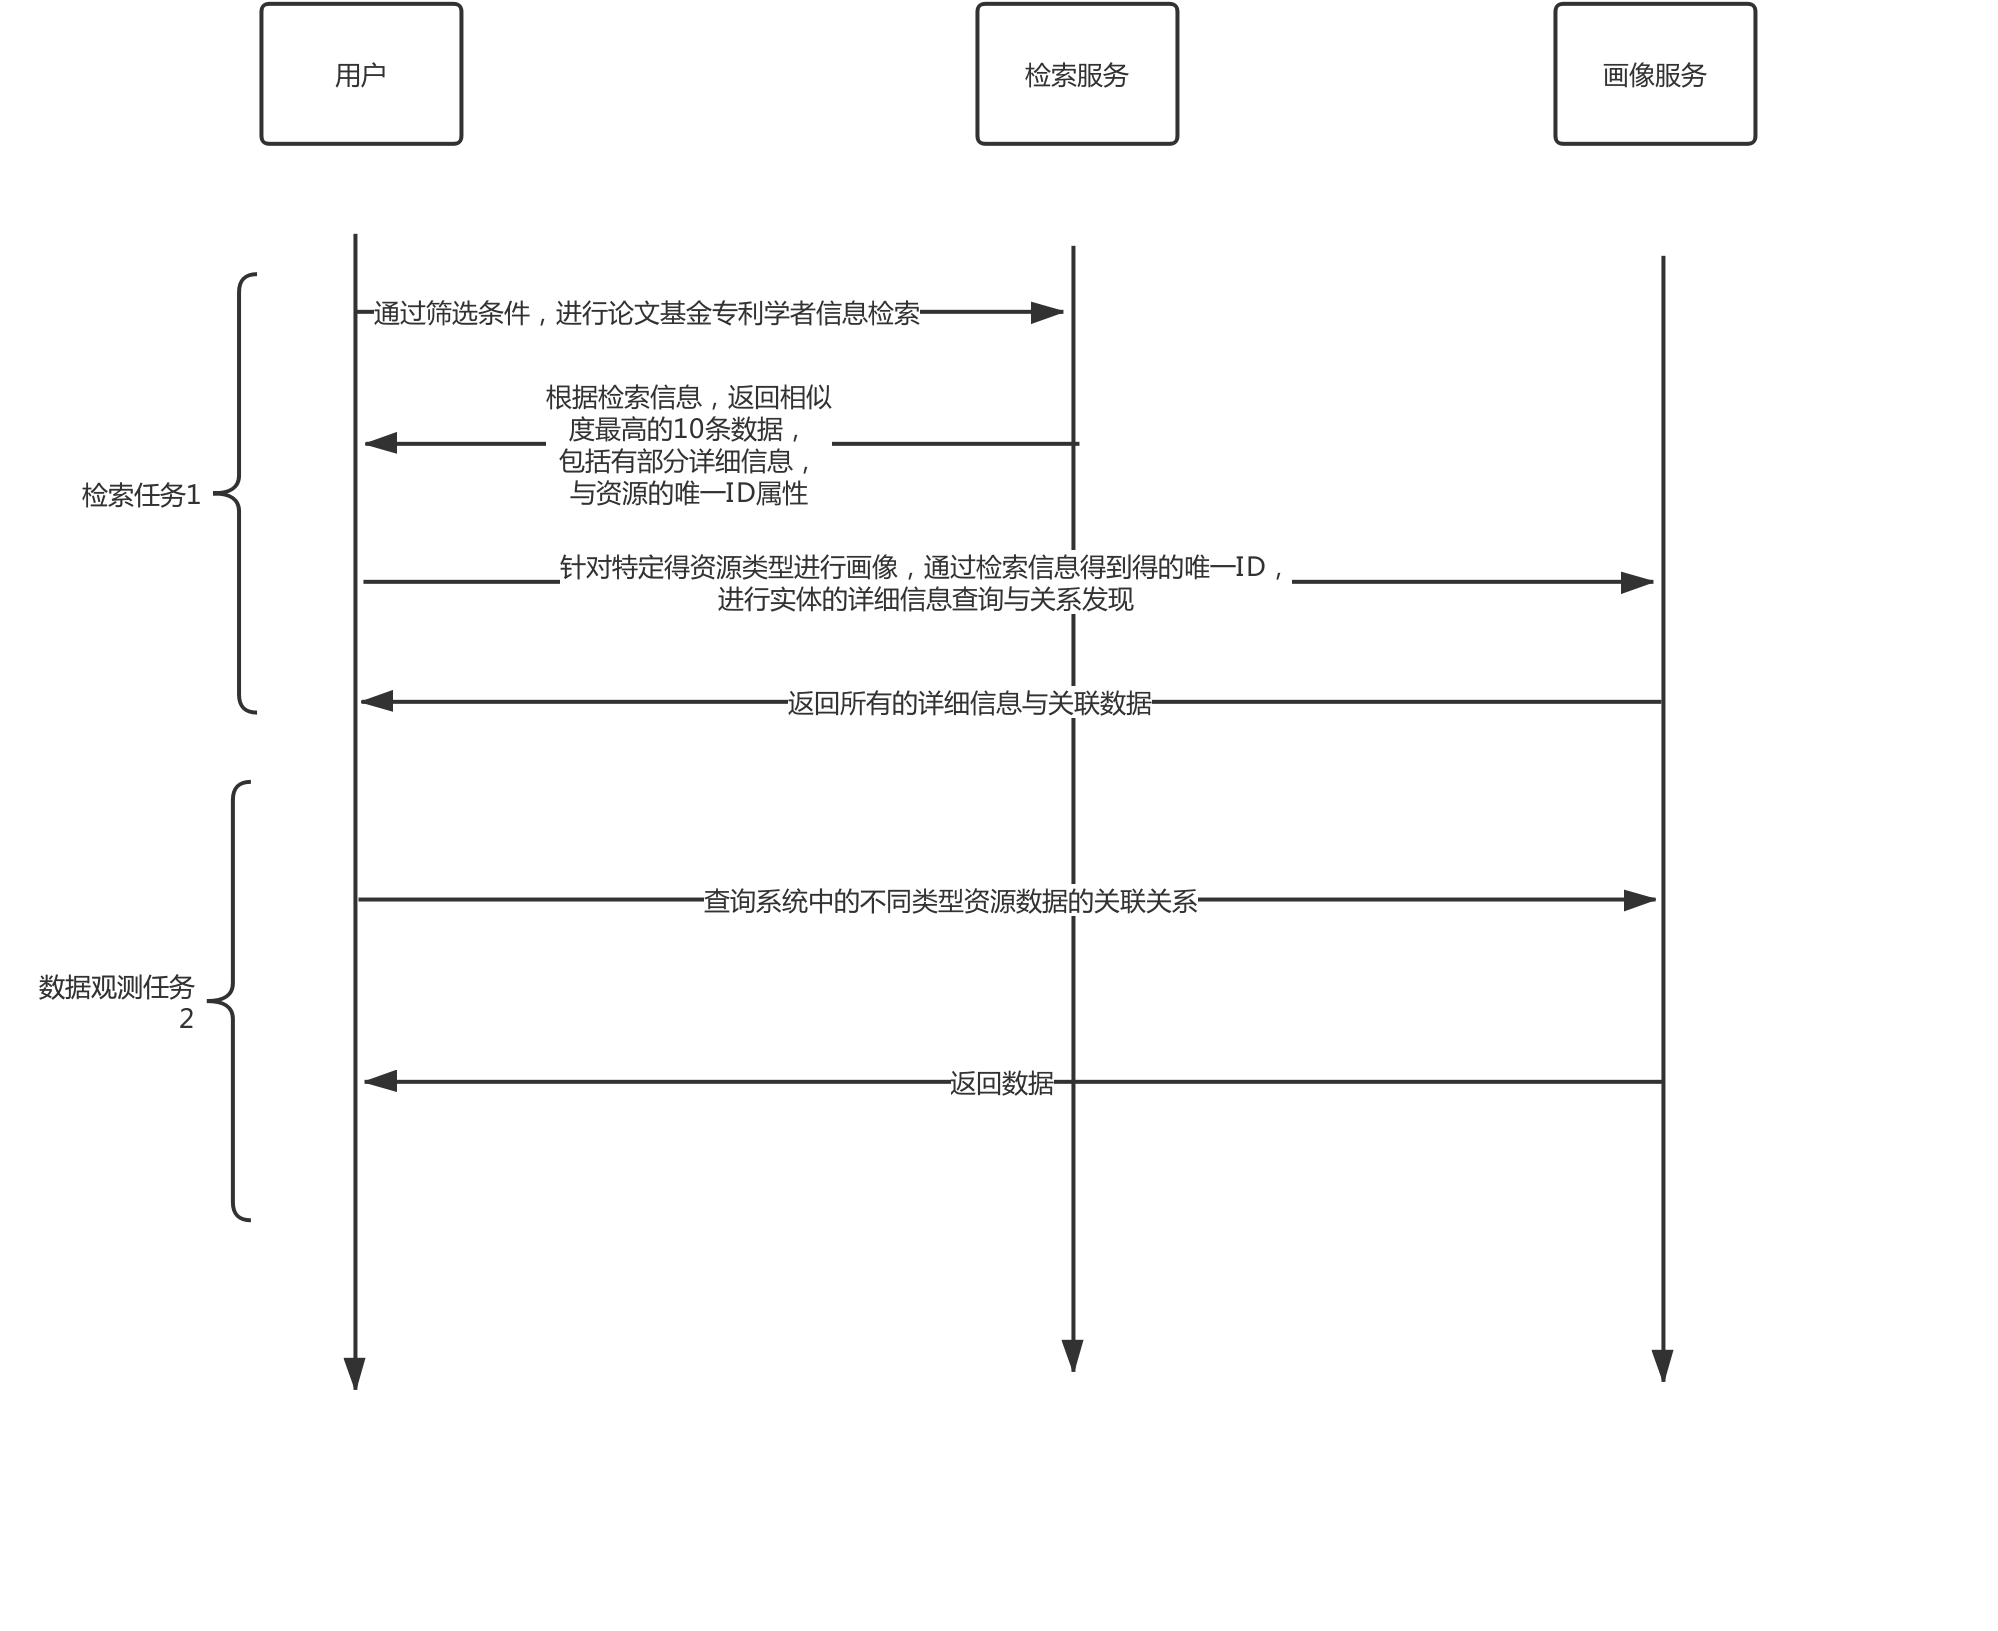 用户
检索服务
画像服务
通过筛选条件，进行论文基金专利学者信息检索
根据检索信息，返回相似
度最高的10条数据，
包括有部分详细信息，
与资源的唯一ID属性
检索任务1
针对特定得资源类型进行画像，通过检索信息得到得的唯一ID，
进行实体的详细信息查询与关系发现
返回所有的详细信息与关联数据
查询系统中的不同类型资源数据的关联关系
数据观测任务
2
返回数据